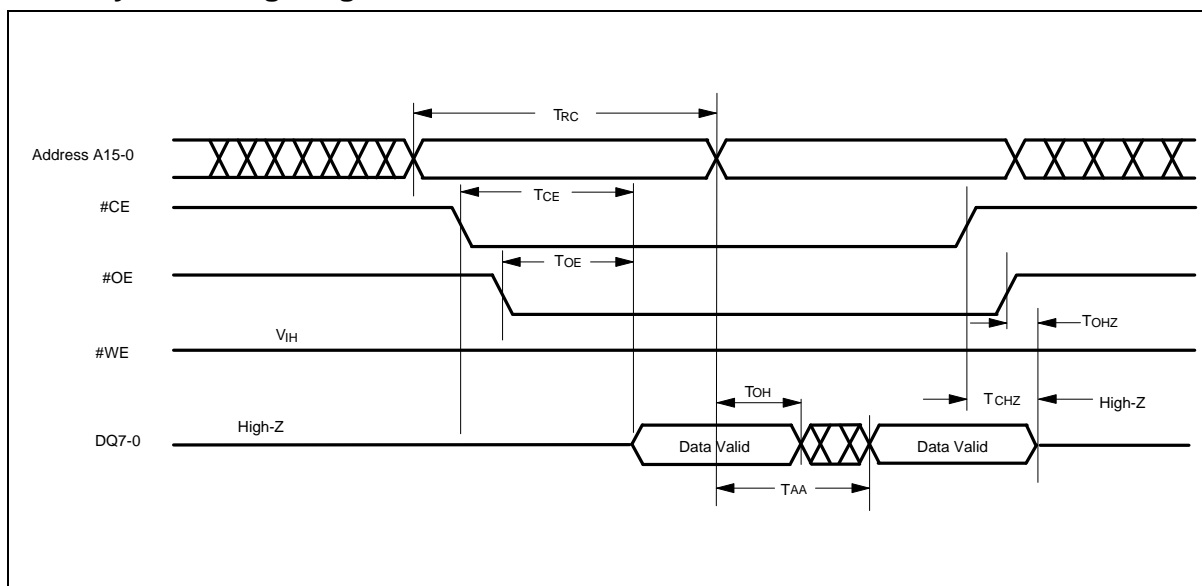 TRC
Address A15-0
TCE
#CE
TOE
#OE
TOHZ
VIH
#WE
TOH
TCHZ
High-Z
High-Z
DQ7-0
Data Valid
Data Valid
TAA